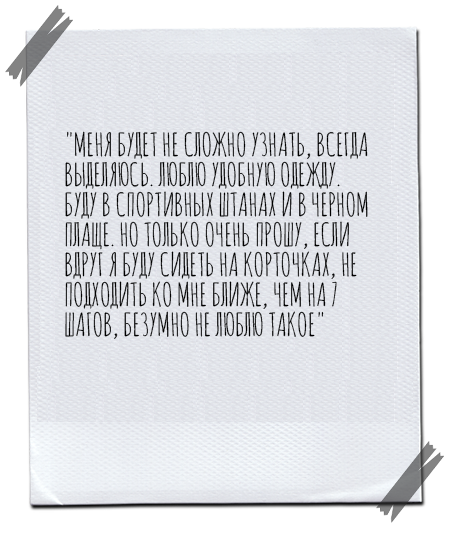 "МЕНЯ БУДЕТ НЕ СЛОЖНО УЗНАТЬ, ВСЕГДА
ВЫДЕЛЯЮСЬ. ЛЮБЛЮ УДОБНУЮ ОДЕЖДУ.
БУДУ В СПОРТИВНЫХ ШТАНАХ И В ЧЕРНОМ
ПЛАЩЕ. НО ТОЛЬКО ОЧЕНЬ ПРОШУ, ЕСЛИ
ВДРУГ Я БУДУ СИДЕТЬ НА КОРТОЧКАХ, НЕ
ПОДХОДИТЬ КО МНЕ БЛИЖЕ, ЧЕМ НА 7
ШАГОВ, БЕЗУМНО НЕ ЛЮБЛЮ ТАКОЕ"